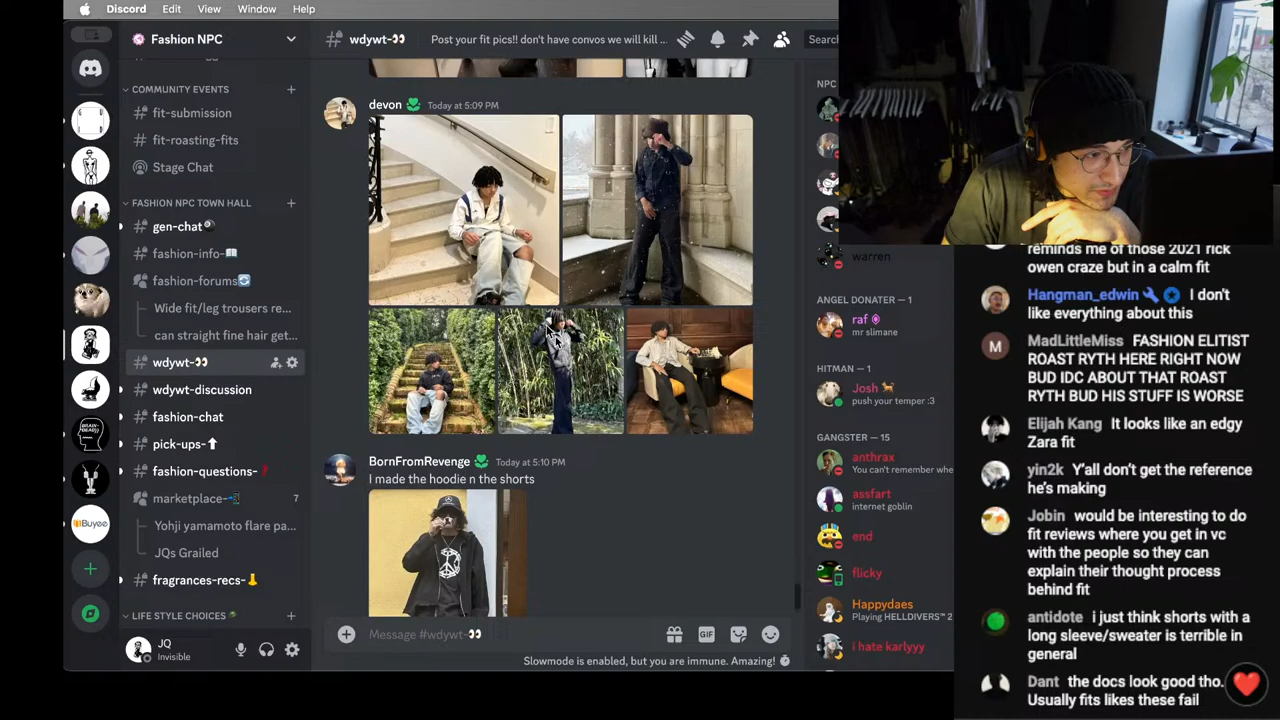 Discord Edit View Window Help
Fashion NPC
COMMUNITY EVENTS
fit-submission
fit-roasting-fits
Stage Chat
FASHION NPC TOWN HALL
gen-chat
fashion-info-
fashion-forums
Wide fit/leg trousers re...
can straight fine hair get...
wdywt-👀
wdywt-discussion
fashion-chat
pick-ups-
fashion-questions-
marketplace- 7
Yohji yamamoto flare pa...
JQs Grailed
fragrances-recs-
LIFE STYLE CHOICES
JQ
Invisible
wdywt-👀 Post your fit pics!! don't have convos we will kill ...
Search
devon Today at 5:09 PM
BornFromRevenge Today at 5:10 PM
I made the hoodie n the shorts
Message #wdywt-👀
GIF
Slowmode is enabled, but you are immune. Amazing!
NPC
warren
ANGEL DONATER — 1
raf
mr slimane
HITMAN — 1
Josh
push your temper :3
GANGSTER — 15
anthrax
You can't remember whe
assfart
internet goblin
end
flicky
Happydaes
Playing HELLDIVERS™ 2
i hate karlyyy
BRAIN-
Buyee
reminds me of those 2021 rick
owen craze but in a calm fit
Hangman_edwin I don't
like everything about this
M
MadLittleMiss FASHION ELITIST
ROAST RYTH HERE RIGHT NOW
BUD IDC ABOUT THAT ROAST
RYTH BUD HIS STUFF IS WORSE
Elijah Kang It looks like an edgy
Zara fit
yin2k Y'all don't get the reference
he's making
Jobin would be interesting to do
fit reviews where you get in vc
with the people so they can
explain their thought process
behind fit
antidote i just think shorts with a
long sleeve/sweater is terrible in
general
Dant the docs look good tho.
Usually fits likes these fail